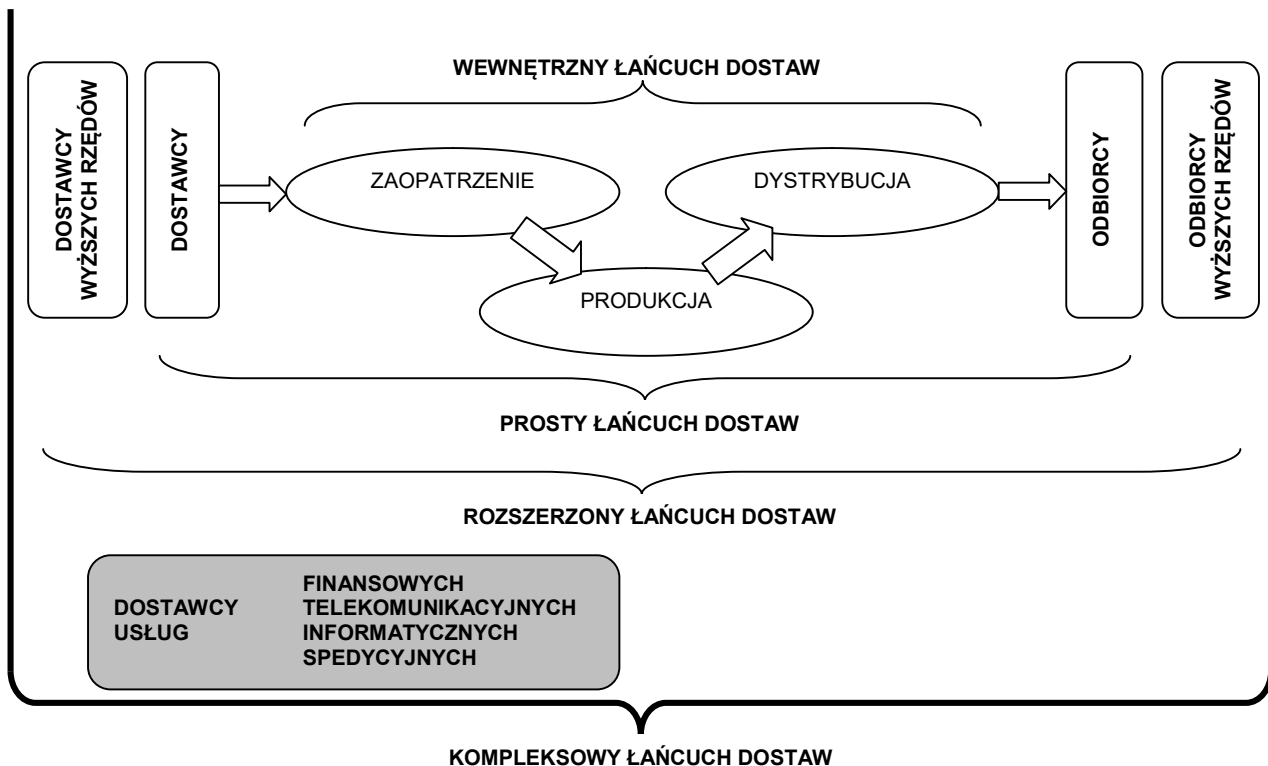 WEWNĘTRZNY ŁAŃCUCH DOSTAW
DOSTAWCY
WYŻSZYCH RZĘDÓW
DOSTAWCY
ZAOPATRZENIE
DYSTRYBUCJA
PRODUKCJA
ODBIORCY
ODBIORCY
WYŻSZYCH RZĘDÓW
PROSTY ŁAŃCUCH DOSTAW
ROZSZERZONY ŁAŃCUCH DOSTAW
FINANSOWYCH
DOSTAWCY TELEKOMUNIKACYJNYCH
USŁUG INFORMATYCZNYCH
SPEDYCYJNYCH
KOMPLEKSOWY ŁAŃCUCH DOSTAW